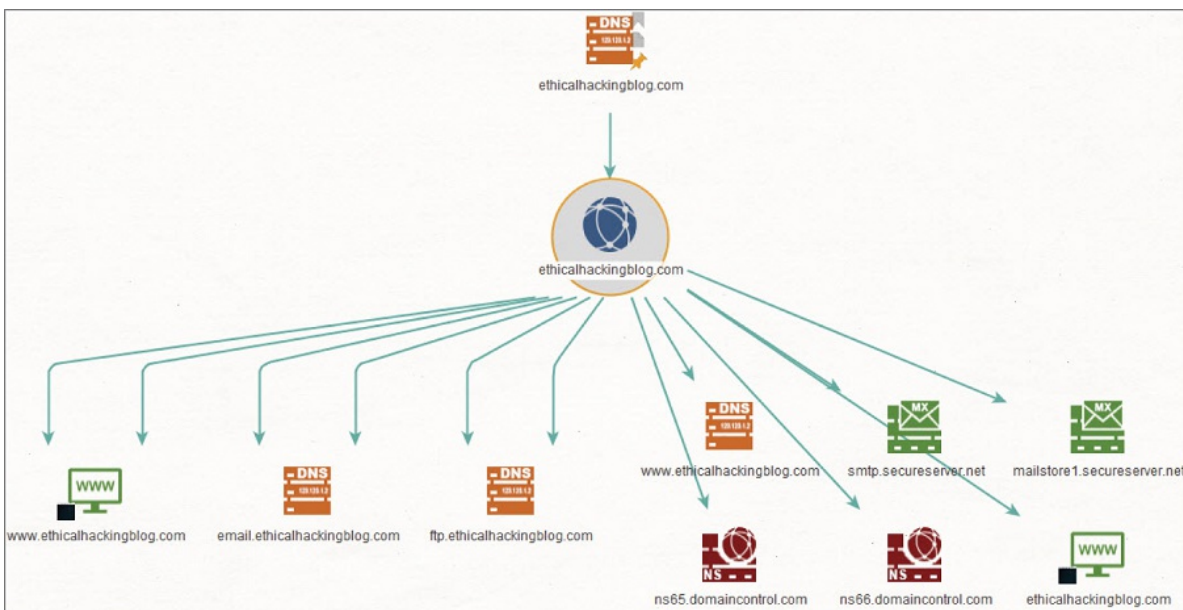 DNS
ethicalhackingblog.com
ethicalhackingblog.com
DNS
www.ethicalhackingblog.com
MX
smtp.secureserver.net
MX
mailstore1.secureserver.net
WWW
www.ethicalhackingblog.com
DNS
email.ethicalhackingblog.com
DNS
ftp.ethicalhackingblog.com
NS
ns65.domaincontrol.com
NS
ns66.domaincontrol.com
WWW
ethicalhackingblog.com